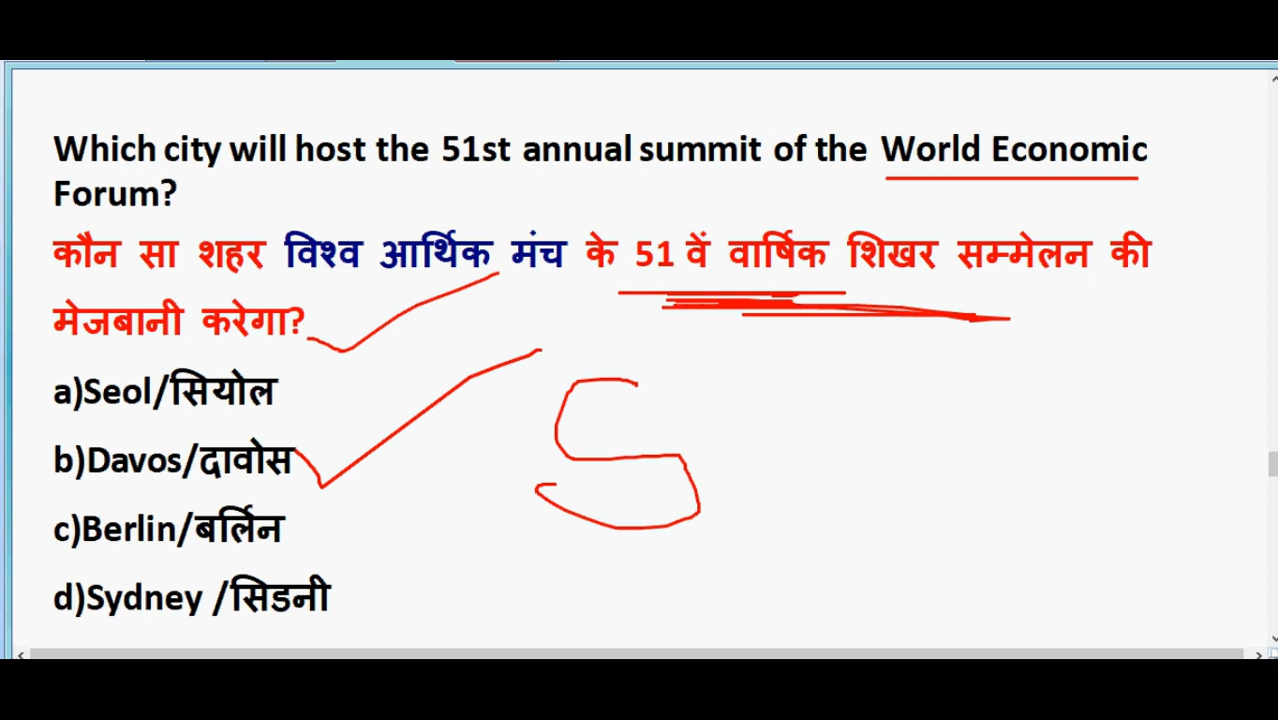 Which city will host the 51st annual summit of the World Economic
Forum?
कौन सा शहर विश्व आर्थिक मंच के 51 वें वार्षिक शिखर सम्मेलन की
मेजबानी करेगा?
a)Seol/सियोल
b)Davos/दावोस
c)Berlin/बर्लिन
d)Sydney /सिडनी
S